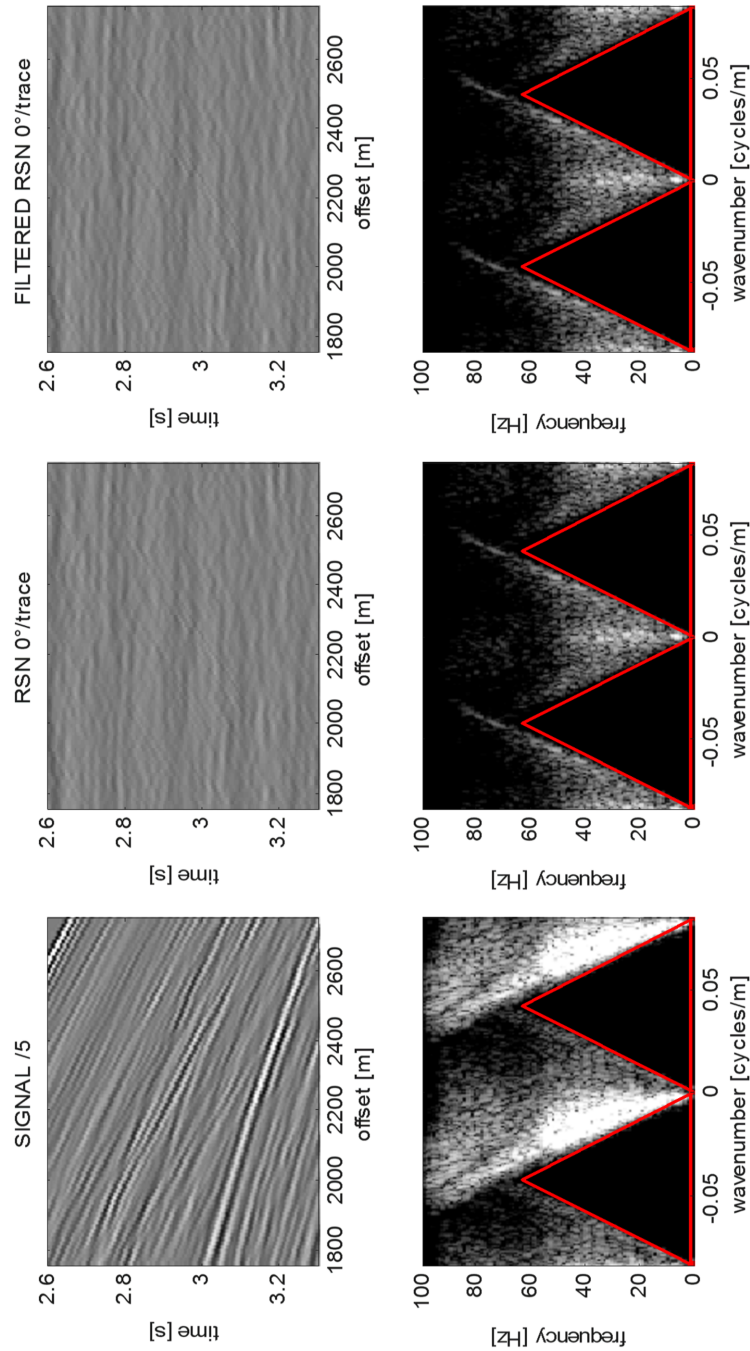 SIGNAL /5
time [s]
2.6
2.8
3
3.2
1800 2000 2200 2400 2600
offset [m]
RSN 0°/trace
time [s]
2.6
2.8
3
3.2
1800 2000 2200 2400 2600
offset [m]
FILTERED RSN 0°/trace
time [s]
2.6
2.8
3
3.2
1800 2000 2200 2400 2600
offset [m]
frequency [Hz]
100
80
60
40
20
0
-0.05 0 0.05
wavenumber [cycles/m]
frequency [Hz]
100
80
60
40
20
0
-0.05 0 0.05
wavenumber [cycles/m]
frequency [Hz]
100
80
60
40
20
0
-0.05 0 0.05
wavenumber [cycles/m]